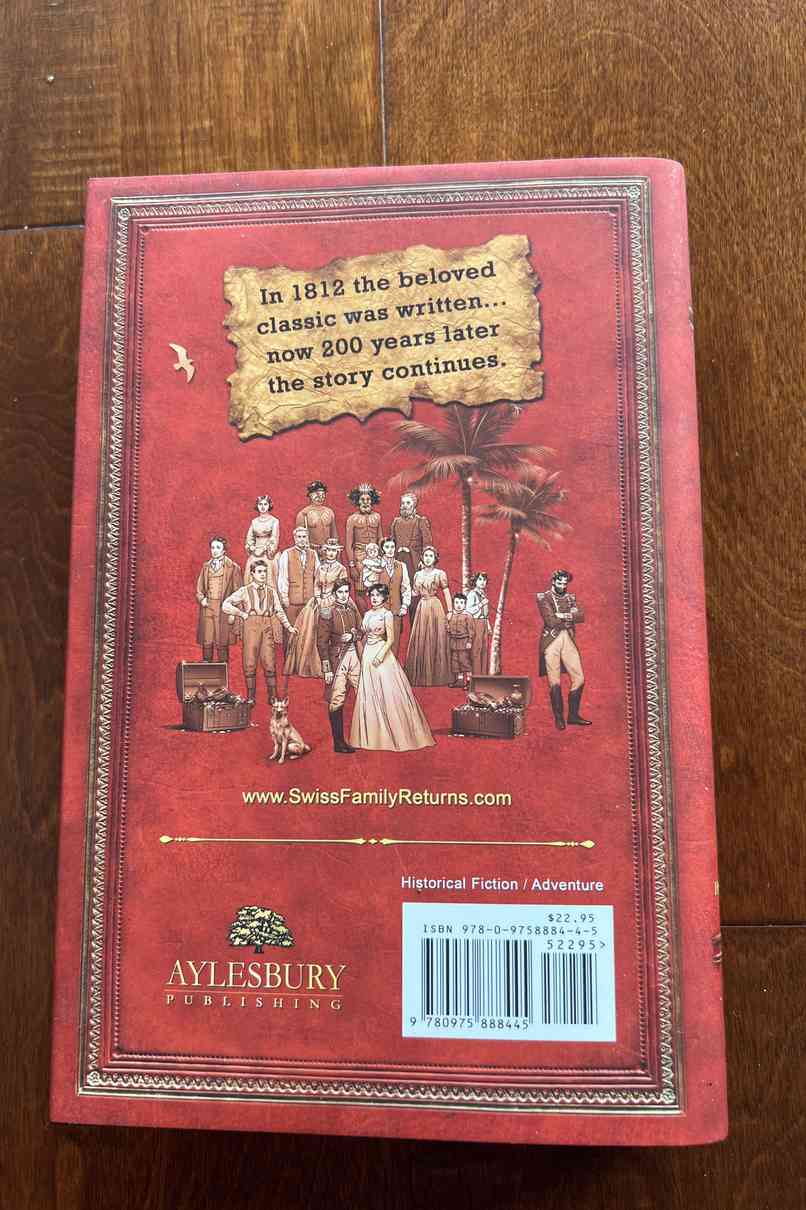 In 1812 the beloved
classic was written...
now 200 years later
the story continues.
www.SwissFamilyReturns.com
Historical Fiction / Adventure
AYLESBURY
PUBLISHING
$22.95
ISBN 978-0-9758884-4-5
52295>
9 780975 888445